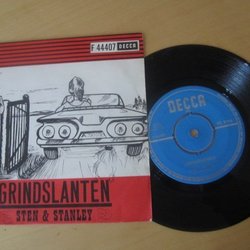 F 44407 DECCA
GRINDSLANTEN
STEN & STANLEY
DECCA